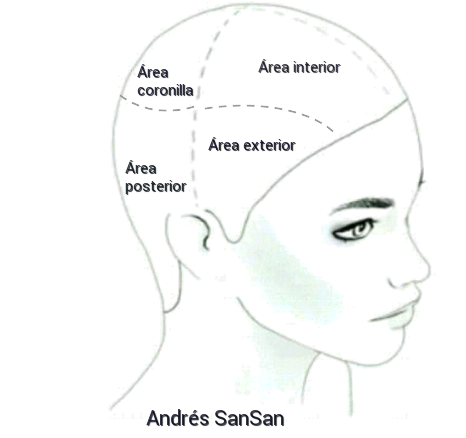 Área
coronilla
Área interior
Área exterior
Área
posterior
Andrés SanSan